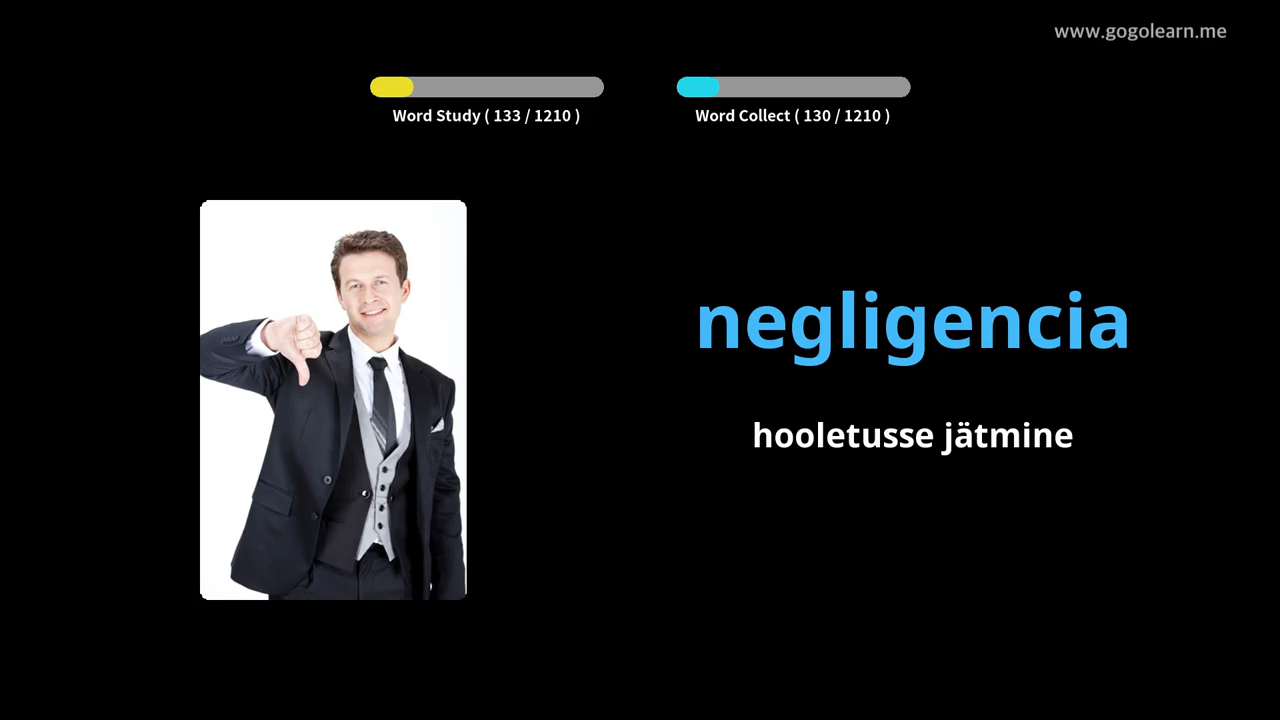 www.gogolearn.me
Word Study ( 133 / 1210 )
Word Collect ( 130 / 1210 )
negligencia
hooletusse jätmine